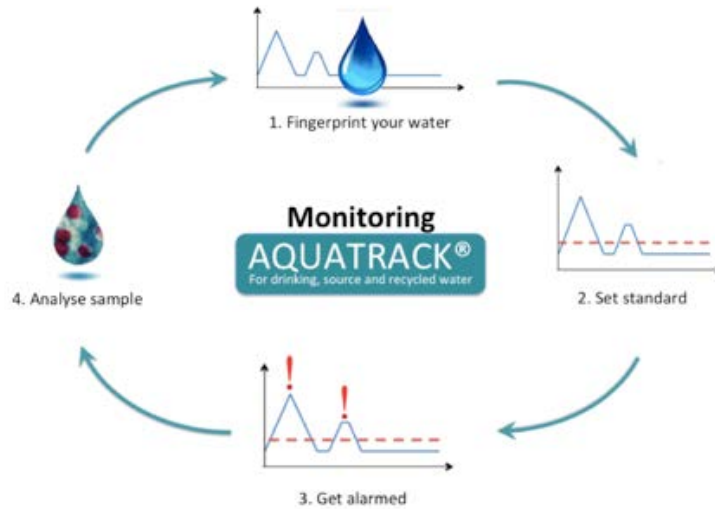 1. Fingerprint your water
Monitoring
AQUATRACK®
For drinking, source and recycled water
2. Set standard
4. Analyse sample
! !
3. Get alarmed